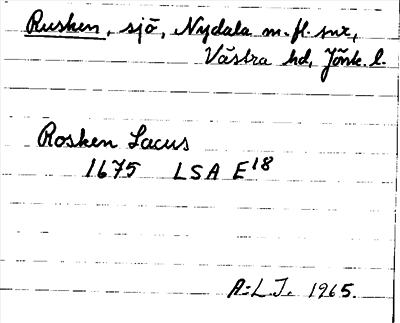 Rusken, sjö, Nydala m. fl. snr,
Västra hd, Jönk. l.
Rosken Lacus
1675 LSA E18
A.L.J. 1965.